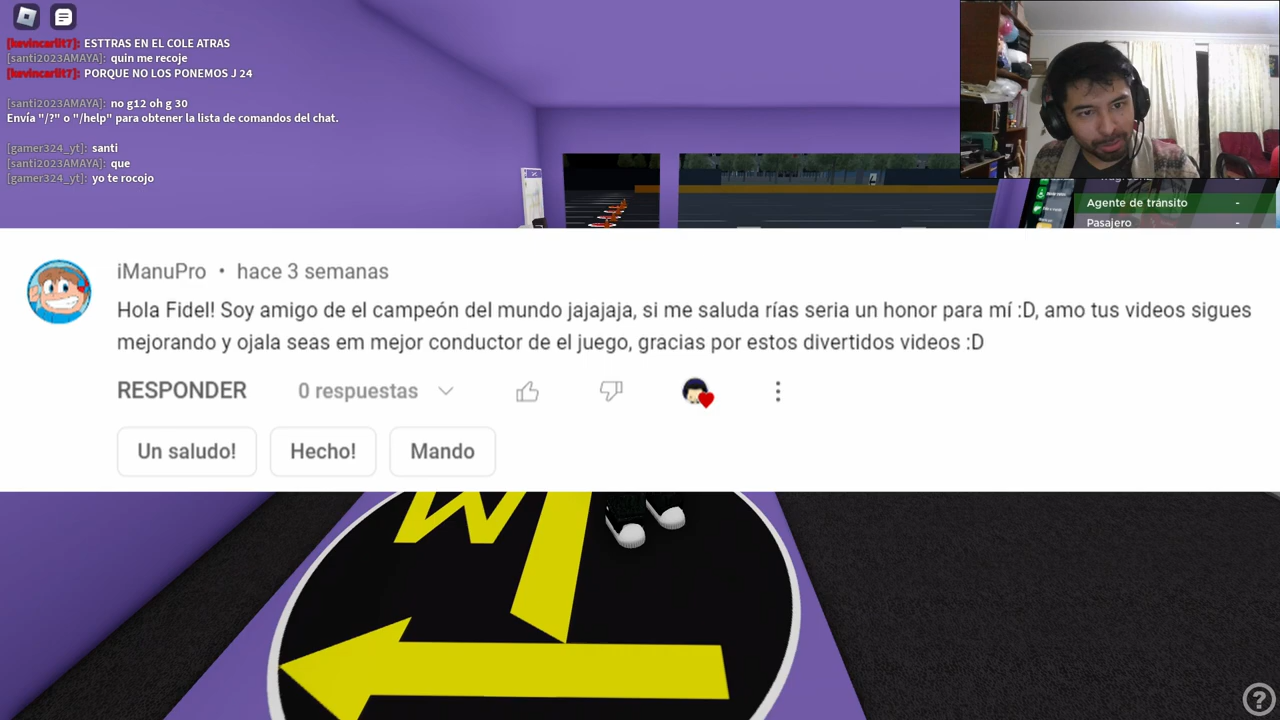 [kevincarlit7]: ESTTRAS EN EL COLE ATRAS
[santi2023AMAYA]: quin me recoje
[kevincarlit7]: PORQUE NO LOS PONEMOS J 24
[santi2023AMAYA]: no g12 oh g 30
Envía "/?" o "/help" para obtener la lista de comandos del chat.
[gamer324_yt]: santi
[santi2023AMAYA]: que
[gamer324_yt]: yo te rocojo
Agente de tránsito -
Pasajero -
iManuPro • hace 3 semanas
Hola Fidel! Soy amigo de el campeón del mundo jajajaja, si me saluda rías seria un honor para mí :D, amo tus videos sigues
mejorando y ojala seas em mejor conductor de el juego, gracias por estos divertidos videos :D
RESPONDER 0 respuestas
Un saludo! Hecho! Mando
?